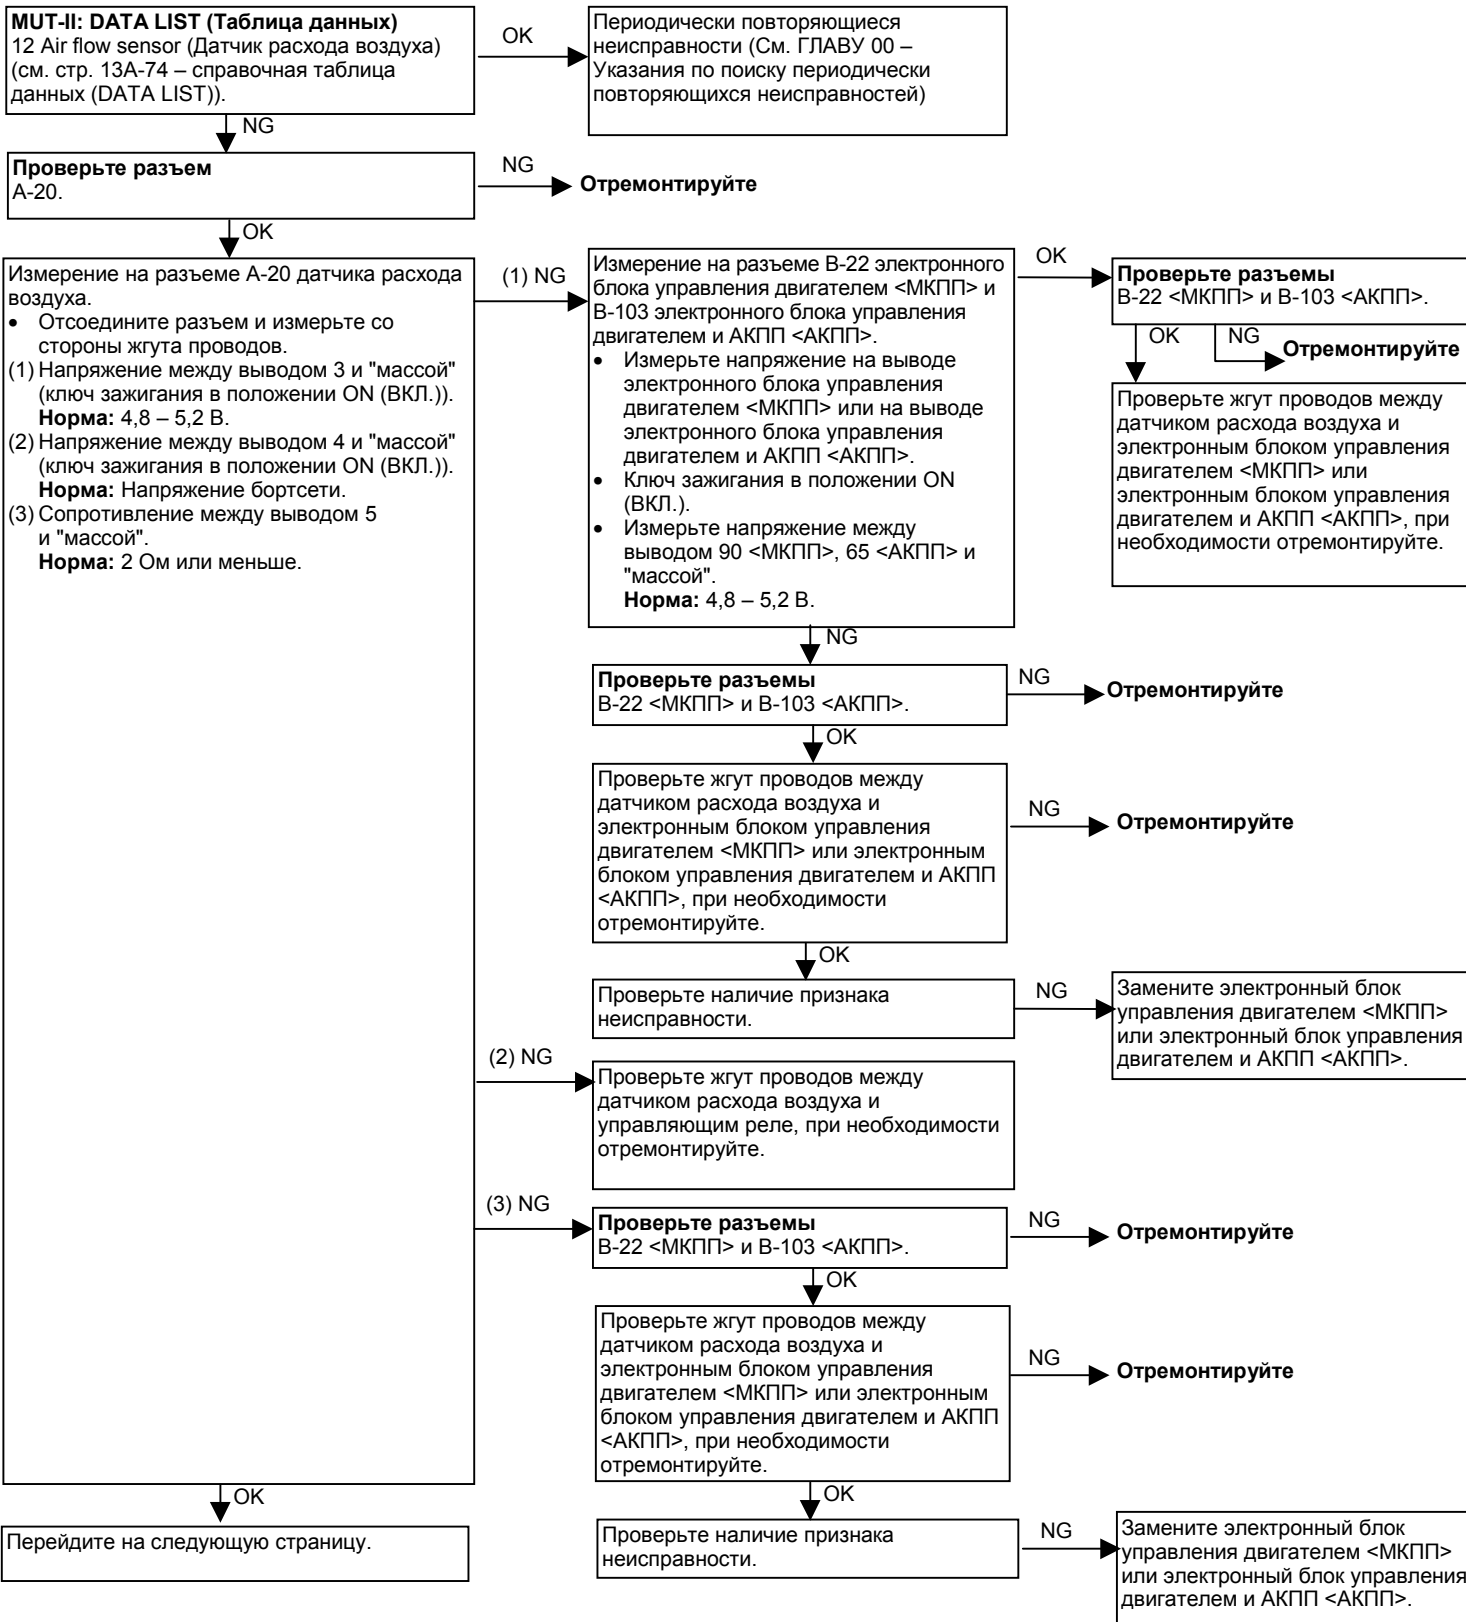 MUT-II: DATA LIST (Таблица данных)
12 Air flow sensor (Датчик расхода воздуха)
(см. стр. 13A-74 – справочная таблица
данных (DATA LIST)).
OK
Периодически повторяющиеся
неисправности (См. ГЛАВУ 00 –
Указания по поиску периодически
повторяющихся неисправностей)
NG
Проверьте разъем
A-20.
NG
Отремонтируйте
OK
Измерение на разъеме A-20 датчика расхода
воздуха.
• Отсоедините разъем и измерьте со
стороны жгута проводов.
(1) Напряжение между выводом 3 и "массой"
(ключ зажигания в положении ON (ВКЛ.)).
Норма: 4,8 – 5,2 В.
(2) Напряжение между выводом 4 и "массой"
(ключ зажигания в положении ON (ВКЛ.)).
Норма: Напряжение бортсети.
(3) Сопротивление между выводом 5
и "массой".
Норма: 2 Ом или меньше.
(1) NG
Измерение на разъеме B-22 электронного
блока управления двигателем <МКПП> и
B-103 электронного блока управления
двигателем и АКПП <АКПП>.
• Измерьте напряжение на выводе
электронного блока управления
двигателем <МКПП> или на выводе
электронного блока управления
двигателем и АКПП <АКПП>.
• Ключ зажигания в положении ON
(ВКЛ.).
• Измерьте напряжение между
выводом 90 <МКПП>, 65 <АКПП> и
"массой".
Норма: 4,8 – 5,2 В.
OK
Проверьте разъемы
B-22 <МКПП> и B-103 <АКПП>.
OK
NG
Отремонтируйте
Проверьте жгут проводов между
датчиком расхода воздуха и
электронным блоком управления
двигателем <МКПП> или
электронным блоком управления
двигателем и АКПП <АКПП>, при
необходимости отремонтируйте.
NG
Проверьте разъемы
B-22 <МКПП> и B-103 <АКПП>.
NG
Отремонтируйте
OK
Проверьте жгут проводов между
датчиком расхода воздуха и
электронным блоком управления
двигателем <МКПП> или электронным
блоком управления двигателем и АКПП
<АКПП>, при необходимости
отремонтируйте.
NG
Отремонтируйте
OK
Проверьте наличие признака
неисправности.
NG
Замените электронный блок
управления двигателем <МКПП>
или электронный блок управления
двигателем и АКПП <АКПП>.
(2) NG
Проверьте жгут проводов между
датчиком расхода воздуха и
управляющим реле, при необходимости
отремонтируйте.
(3) NG
Проверьте разъемы
B-22 <МКПП> и B-103 <АКПП>.
NG
Отремонтируйте
OK
Проверьте жгут проводов между
датчиком расхода воздуха и
электронным блоком управления
двигателем <МКПП> или электронным
блоком управления двигателем и АКПП
<АКПП>, при необходимости
отремонтируйте.
NG
Отремонтируйте
OK
Проверьте наличие признака
неисправности.
NG
Замените электронный блок
управления двигателем <МКПП>
или электронный блок управления
двигателем и АКПП <АКПП>.
OK
Перейдите на следующую страницу.